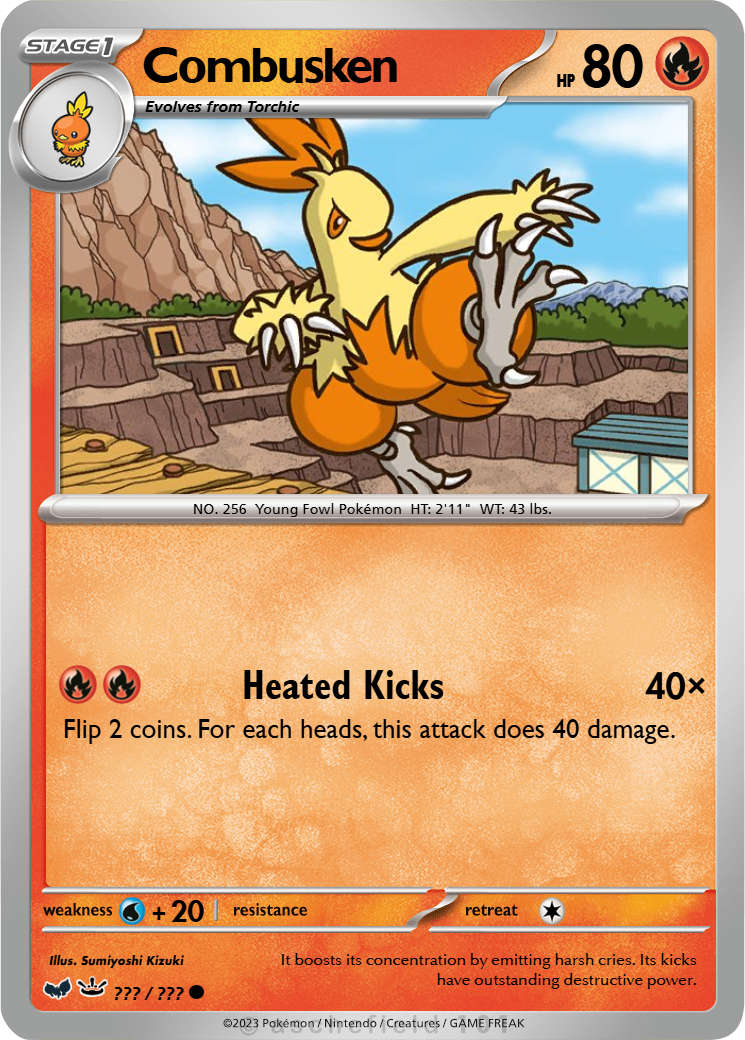 STAGE1
Combusken
HP 80
Evolves from Torchic
NO. 256 Young Fowl Pokémon HT: 2'11" WT: 43 lbs.
Heated Kicks 40×
Flip 2 coins. For each heads, this attack does 40 damage.
weakness + 20 resistance retreat
Illus. Sumiyoshi Kizuki
It boosts its concentration by emitting harsh cries. Its kicks
have outstanding destructive power.
??? / ???
©2023 Pokémon / Nintendo / Creatures / GAME FREAK